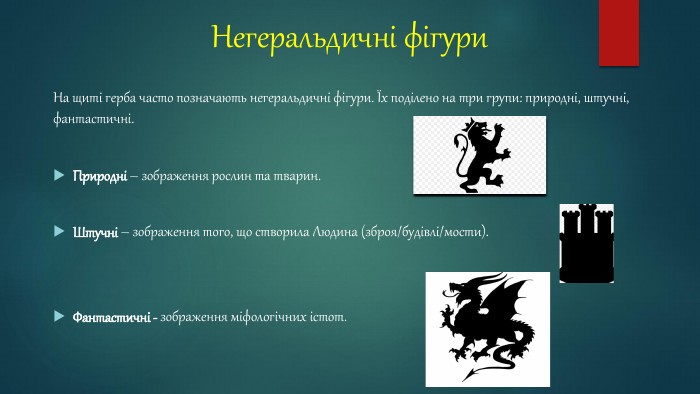 Негеральдичні фігури
На щиті герба часто позначають негеральдичні фігури. Їх поділено на три групи: природні, штучні,
фантастичні.
Природні – зображення рослин та тварин.
Штучні – зображення того, що створила Людина (зброя/будівлі/мости).
Фантастичні - зображення міфологічних істот.